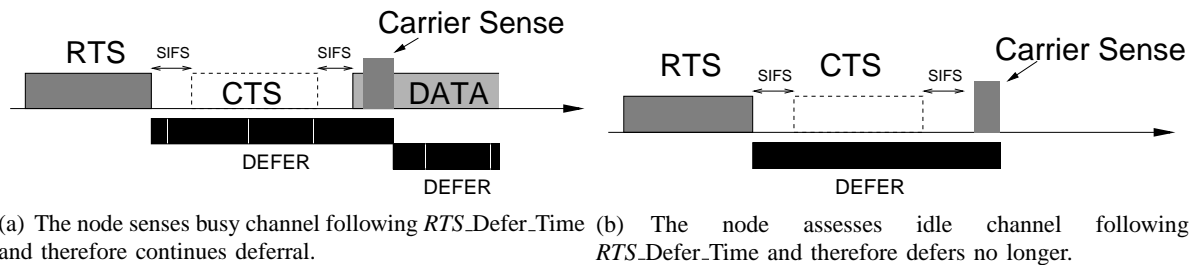 Carrier Sense
RTS
SIFS
SIFS
CTS
DATA
DEFER
DEFER
(a) The node senses busy channel following RTS_Defer_Time
and therefore continues deferral.
Carrier Sense
RTS
SIFS
CTS
SIFS
DEFER
(b) The node assesses idle channel following
RTS_Defer_Time and therefore defers no longer.